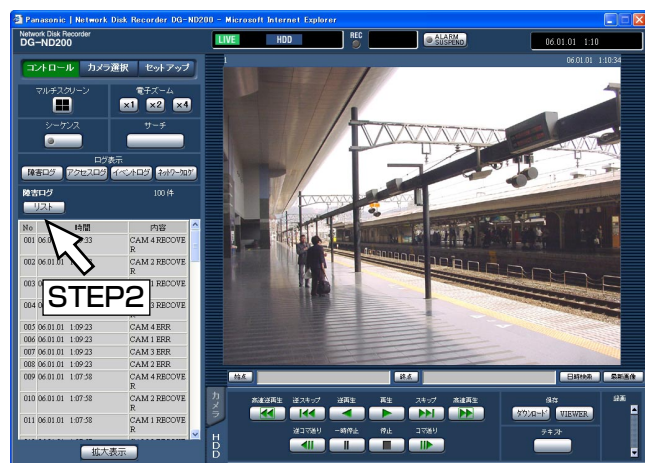 Panasonic | Network Disk Recorder DG-ND200 - Microsoft Internet Explorer
Network Disk Recorder
DG-ND200
LIVE
HDD
REC
ALARM
SUSPEND
06.01.01 1:10
コントロール カメラ選択 セットアップ
マルチスクリーン 電子ズーム
×1 ×2 ×4
シーケンス サーチ
ログ表示
障害ログ アクセスログ イベントログ ネットワークログ
障害ログ 100 件
リスト
No 時間 内容
001 06.0 :33 CAM 4 RECOVE
R
002 06.01.01 CAM 2 RECOVE
R
003 RECOVE
004 3 RECOVE
R
005 06.01.01 1:09:23 CAM 4 ERR
006 06.01.01 1:09:23 CAM 1 ERR
007 06.01.01 1:09:23 CAM 3 ERR
008 06.01.01 1:09:23 CAM 2 ERR
009 06.01.01 1:07:58 CAM 4 RECOVE
R
010 06.01.01 1:07:58 CAM 2 RECOVE
R
011 06.01.01 1:07:58 CAM 1 RECOVE
R
STEP2
拡大表示
1 06.01.01 1:10:34
始点 終点 日時検索 最新画像
カメラ
HDD
高速逆再生 逆スキップ 逆再生 再生 スキップ 高速再生
逆コマ送り 一時停止 停止 コマ送り
保存
ダウンロード VIEWER
テキスト
録画